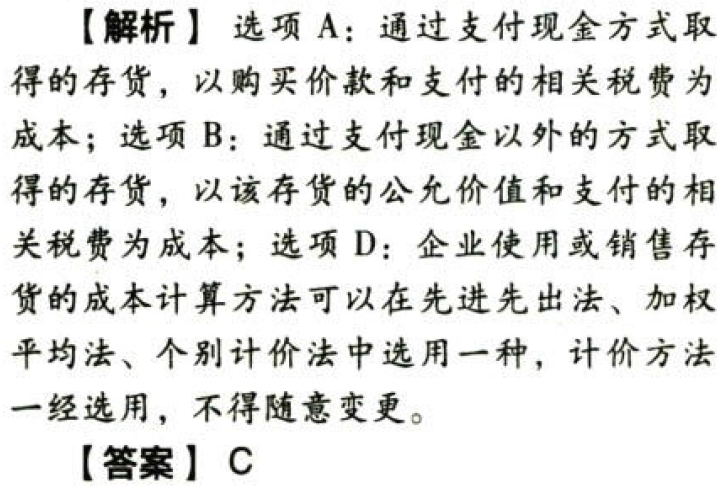 【解析】 选项 A：通过支付现金方式取
得的存货，以购买价款和支付的相关税费为
成本；选项 B：通过支付现金以外的方式取
得的存货，以该存货的公允价值和支付的相
关税费为成本；选项 D：企业使用或销售存
货的成本计算方法可以在先进先出法、加权
平均法、个别计价法中选用一种，计价方法
一经选用，不得随意变更。
【答案】 C